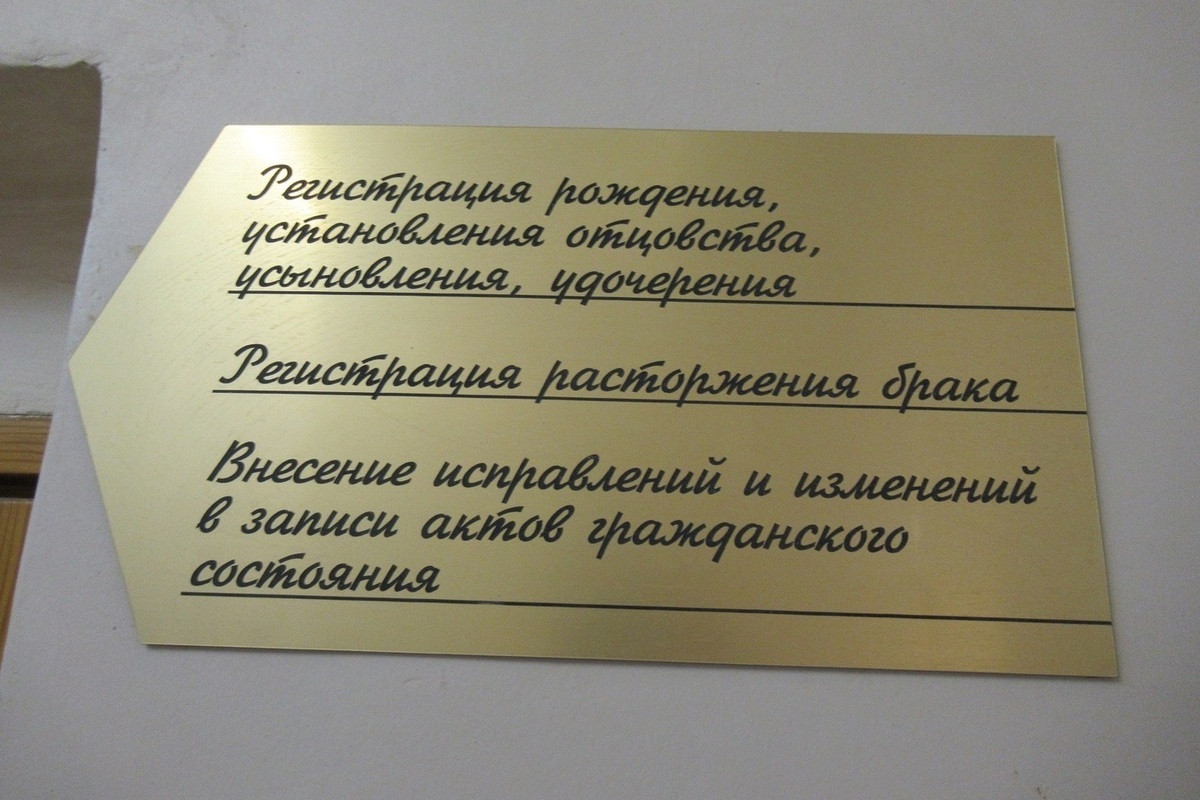 Регистрация рождения,
установления отцовства,
усыновления, удочерения
Регистрация расторжения брака
Внесение исправлений и изменений
в записи актов гражданского
состояния